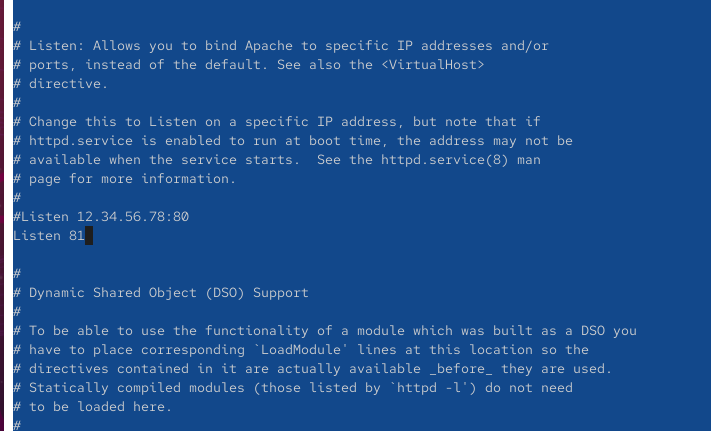 #
# Listen: Allows you to bind Apache to specific IP addresses and/or
# ports, instead of the default. See also the <VirtualHost>
# directive.
#
# Change this to Listen on a specific IP address, but note that if
# httpd.service is enabled to run at boot time, the address may not be
# available when the service starts.  See the httpd.service(8) man
# page for more information.
#
#Listen 12.34.56.78:80
Listen 81
#
# Dynamic Shared Object (DSO) Support
#
# To be able to use the functionality of a module which was built as a DSO you
# have to place corresponding `LoadModule' lines at this location so the
# directives contained in it are actually available _before_ they are used.
# Statically compiled modules (those listed by `httpd -l') do not need
# to be loaded here.
#